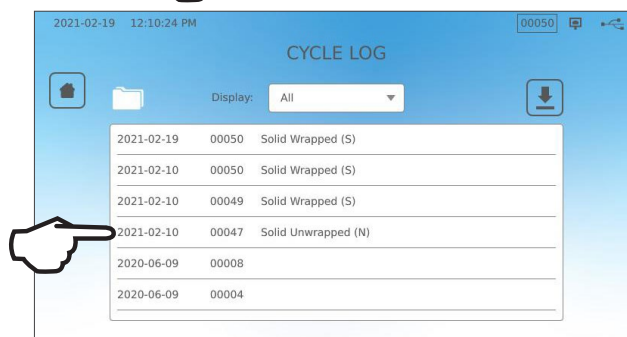 2021-02-19 12:10:24 PM 00050
CYCLE LOG
Display: All
2021-02-19 00050 Solid Wrapped (S)
2021-02-10 00050 Solid Wrapped (S)
2021-02-10 00049 Solid Wrapped (S)
2021-02-10 00047 Solid Unwrapped (N)
2020-06-09 00008
2020-06-09 00004